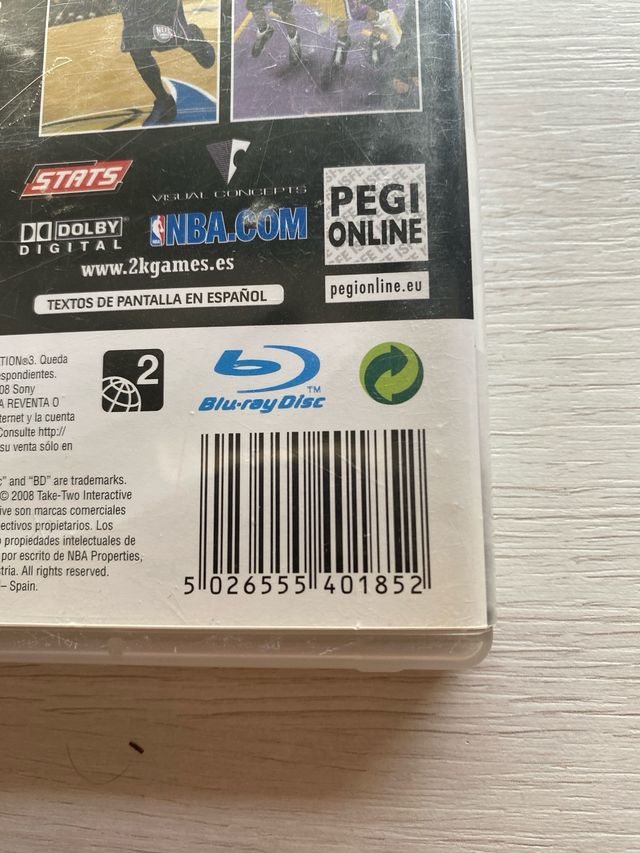 STATS
VISUAL CONCEPTS
PEGI
ONLINE
DOLBY
DIGITAL
NBA.COM
www.2kgames.es
pegionline.eu
TEXTOS DE PANTALLA EN ESPAÑOL
TION®3. Queda
spondientes.
08 Sony
A REVENTA O
ternet y la cuenta
Consulte http://
su venta sólo en
2
Blu-ray Disc TM
c" and "BD" are trademarks.
© 2008 Take-Two Interactive
ive son marcas comerciales
ectivos propietarios. Los
propiedades intelectuales de
por escrito de NBA Properties,
stria. All rights reserved.
– Spain.
5 026555 401852